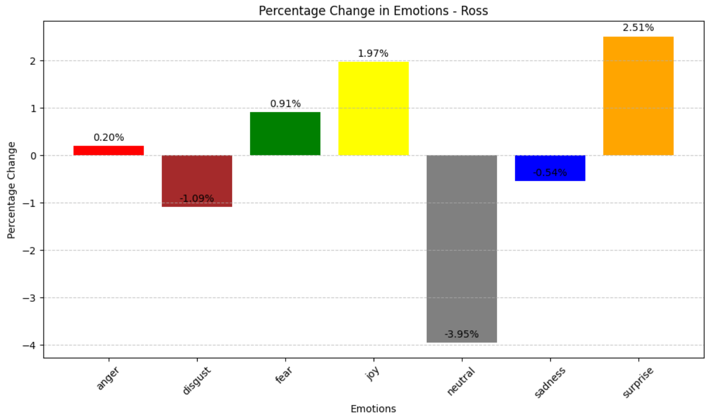 Percentage Change in Emotions - Ross
2.51%
1.97%
0.91%
0.20%
-0.54%
-1.09%
-3.95%
Percentage Change
2
1
0
−1
−2
−3
−4
anger
disgust
fear
joy
neutral
sadness
surprise
Emotions